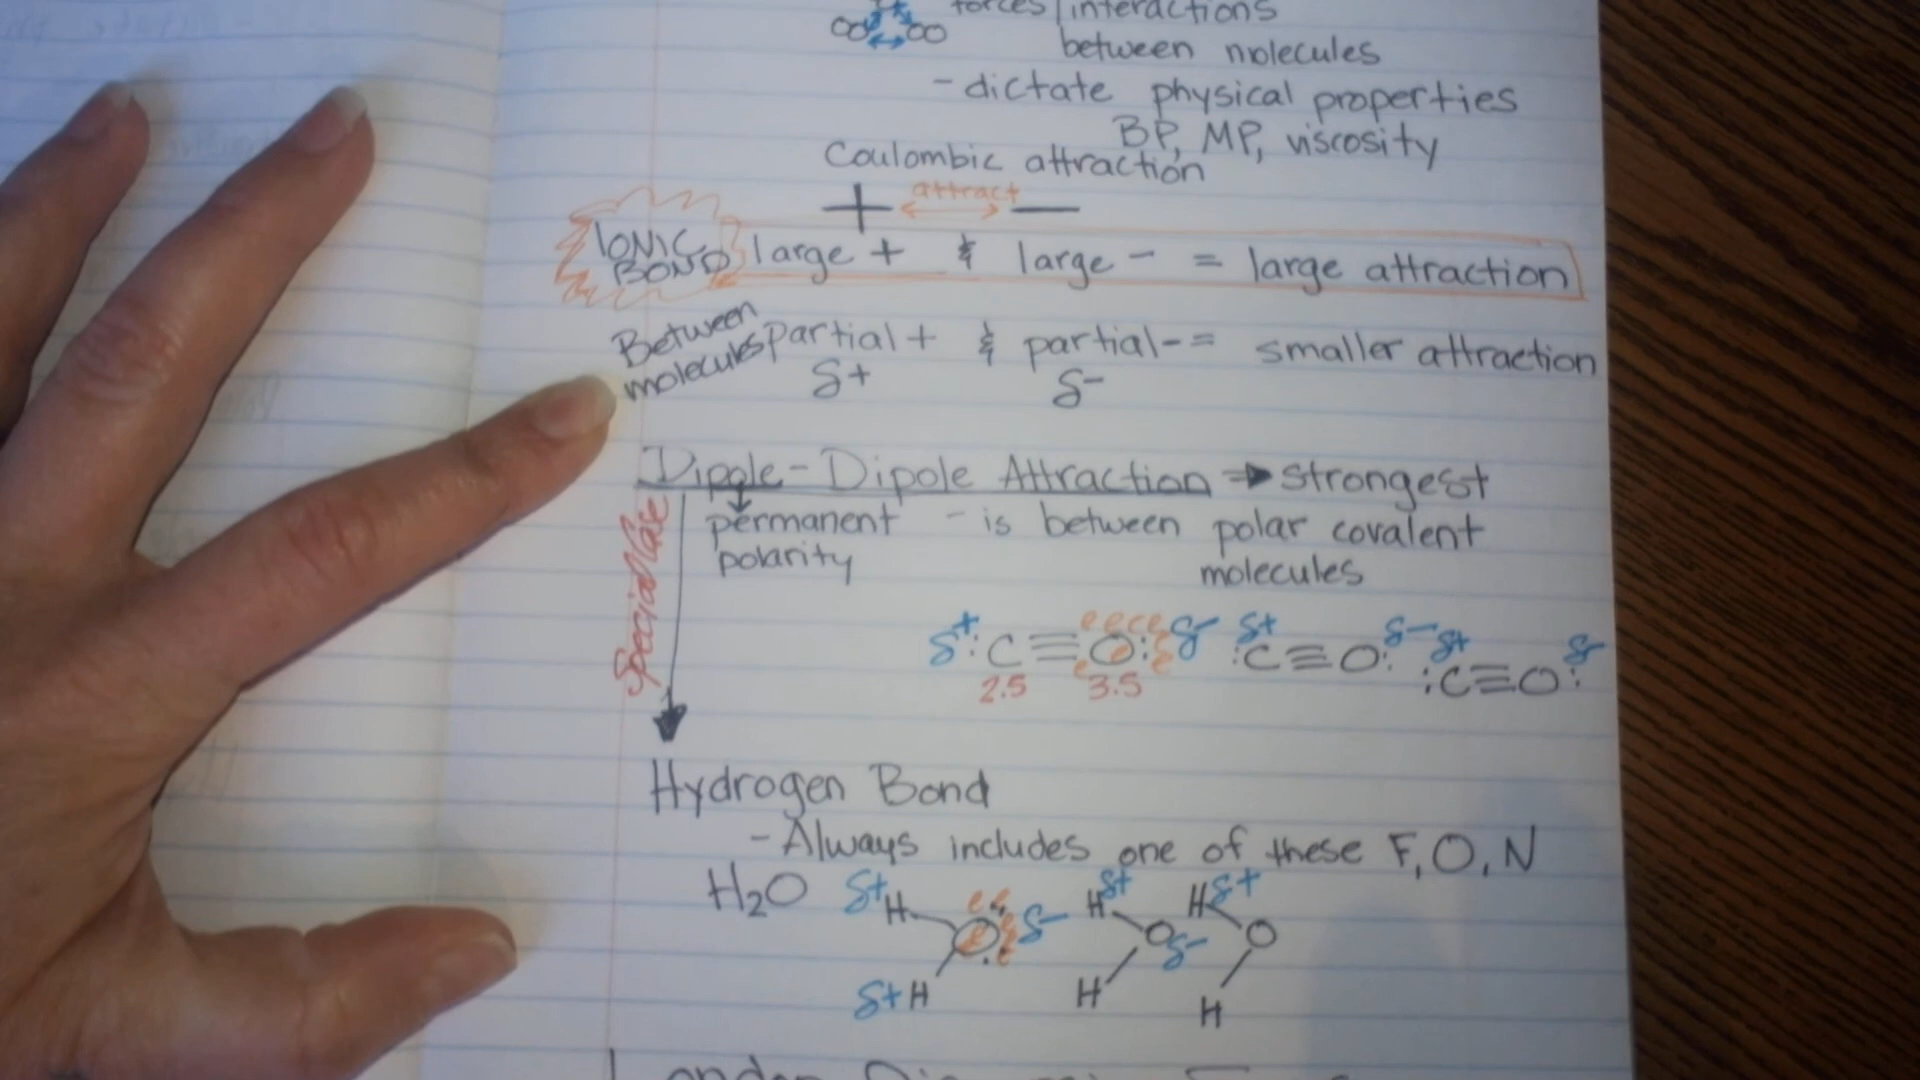 forces/interactions
between molecules
- dictate physical properties
BP, MP, viscosity
Coulombic attraction
+ attract −
IONIC BOND large + & large - = large attraction
Between molecules partial + & partial - = smaller attraction
δ+ δ-
Dipole-Dipole Attraction → strongest
permanent - is between polar covalent
polarity molecules
Special Case
δ+ :C≡O: δ- δ+ :C≡O: δ- δ+ :C≡O: δ-
2.5 3.5
Hydrogen Bond
- Always includes one of these F, O, N
H₂O δ+ H O δ- H δ+ O δ- H δ+ O
δ+ H H H
London